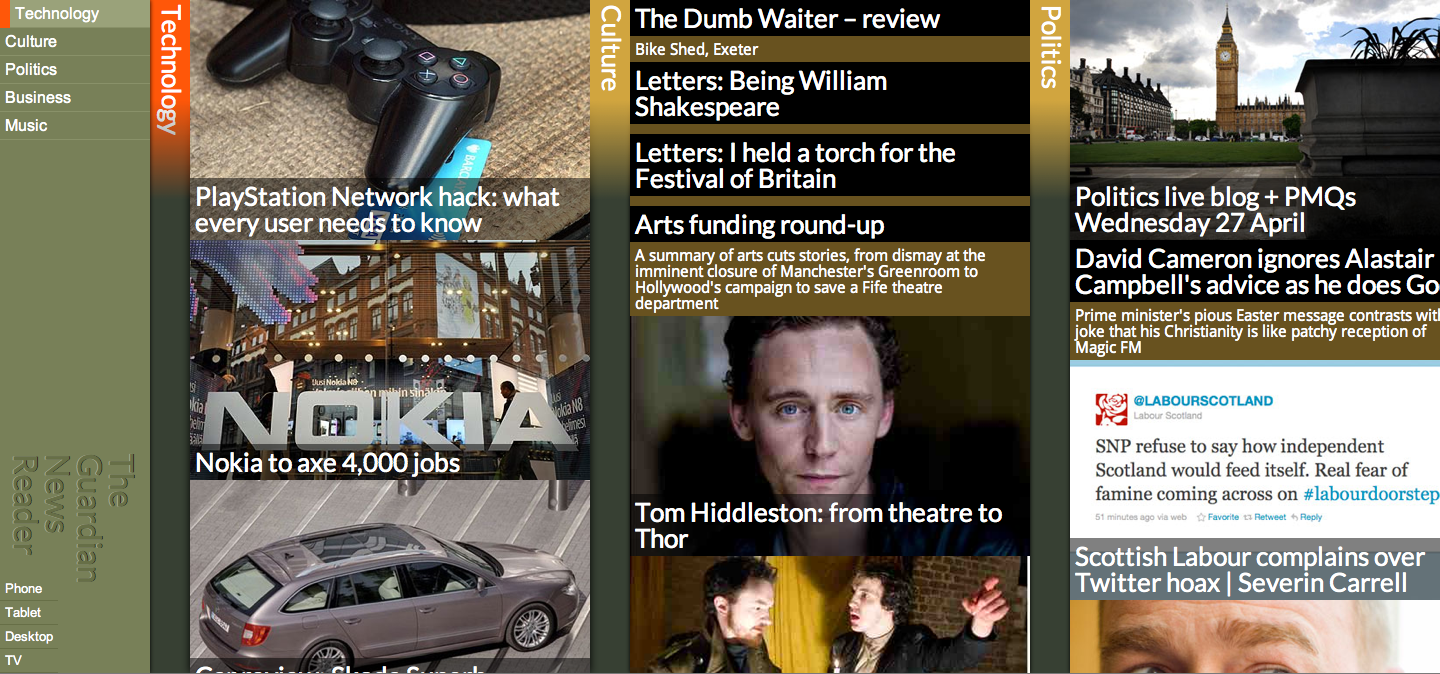 Technology
Culture
Politics
Business
Music
The
Guardian
News
Reader
Phone
Tablet
Desktop
TV
Technology
PlayStation Network hack: what
every user needs to know
Uusi Nokia N8
NOKIA
Nokia to axe 4,000 jobs
Culture
The Dumb Waiter – review
Bike Shed, Exeter
Letters: Being William
Shakespeare
Letters: I held a torch for the
Festival of Britain
Arts funding round-up
A summary of arts cuts stories, from dismay at the
imminent closure of Manchester's Greenroom to
Hollywood's campaign to save a Fife theatre
department
Tom Hiddleston: from theatre to
Thor
Politics
Politics live blog + PMQs
Wednesday 27 April
David Cameron ignores Alastair
Campbell's advice as he does Go
Prime minister's pious Easter message contrasts with
joke that his Christianity is like patchy reception of
Magic FM
@LABOURSCOTLAND
Labour Scotland
SNP refuse to say how independent
Scotland would feed itself. Real fear of
famine coming across on #labourdoorstep
51 minutes ago via web Favorite Retweet Reply
Scottish Labour complains over
Twitter hoax | Severin Carrell